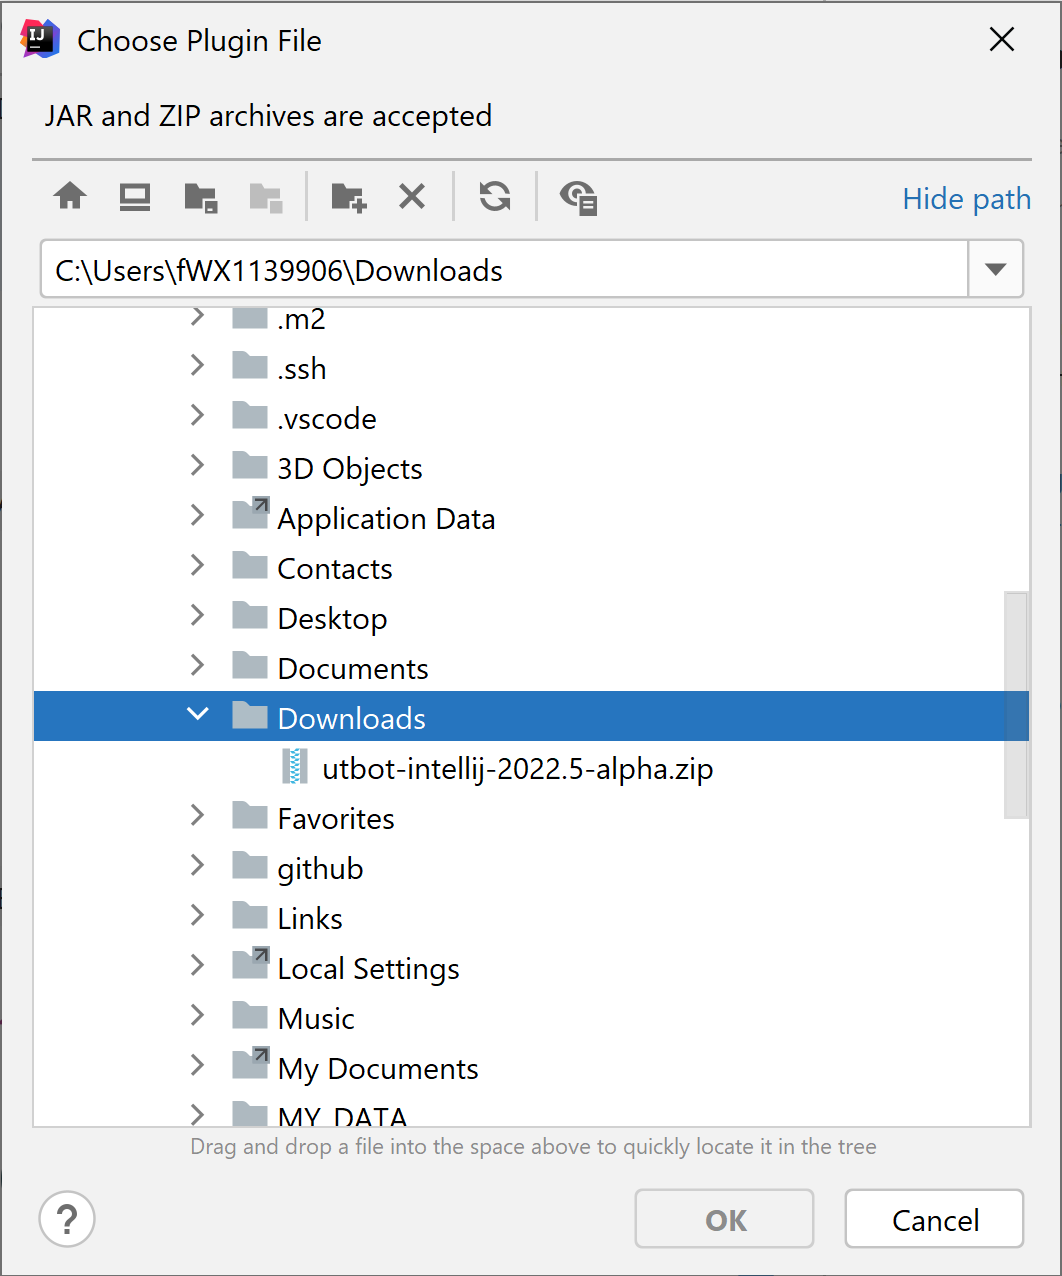 IJ
Choose Plugin File
JAR and ZIP archives are accepted
Hide path
C:\Users\fWX1139906\Downloads
.m2
.ssh
.vscode
3D Objects
Application Data
Contacts
Desktop
Documents
Downloads
utbot-intellij-2022.5-alpha.zip
Favorites
github
Links
Local Settings
Music
My Documents
MY_DATA
Drag and drop a file into the space above to quickly locate it in the tree
?
OK
Cancel